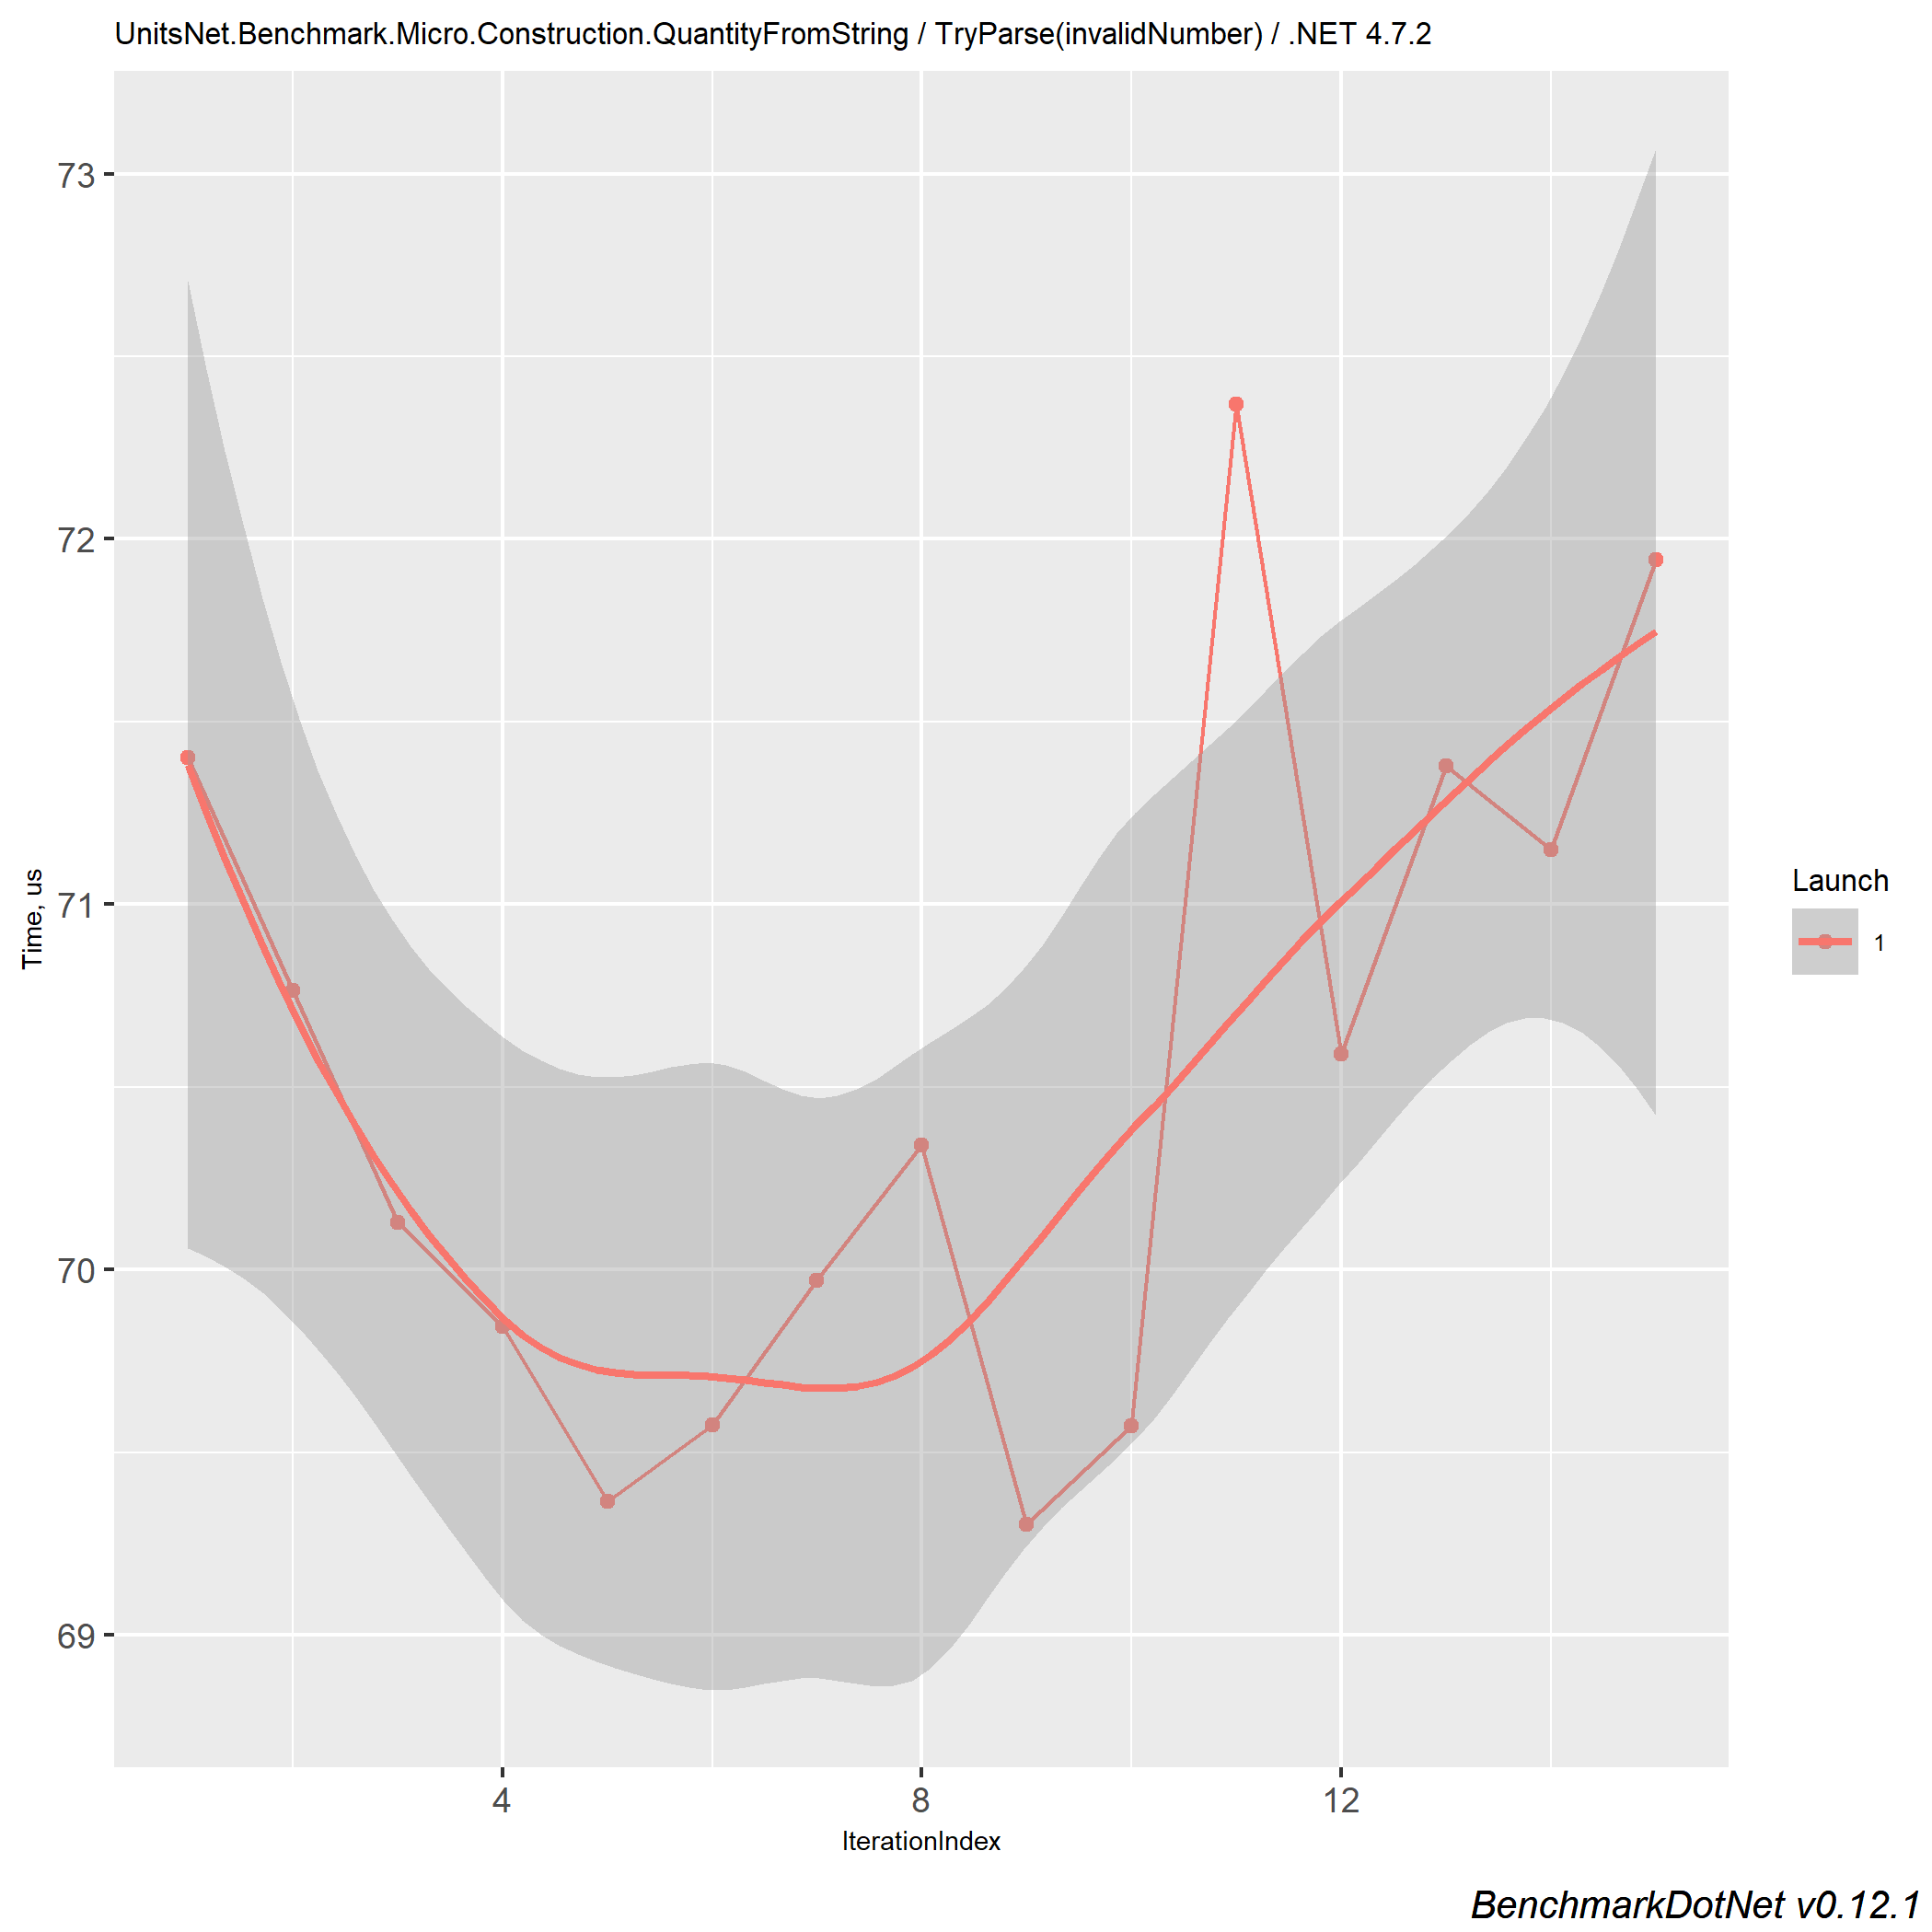 UnitsNet.Benchmark.Micro.Construction.QuantityFromString / TryParse(invalidNumber) / .NET 4.7.2
73
72
71
70
69
Time, us
4
8
12
IterationIndex
Launch
1
BenchmarkDotNet v0.12.1